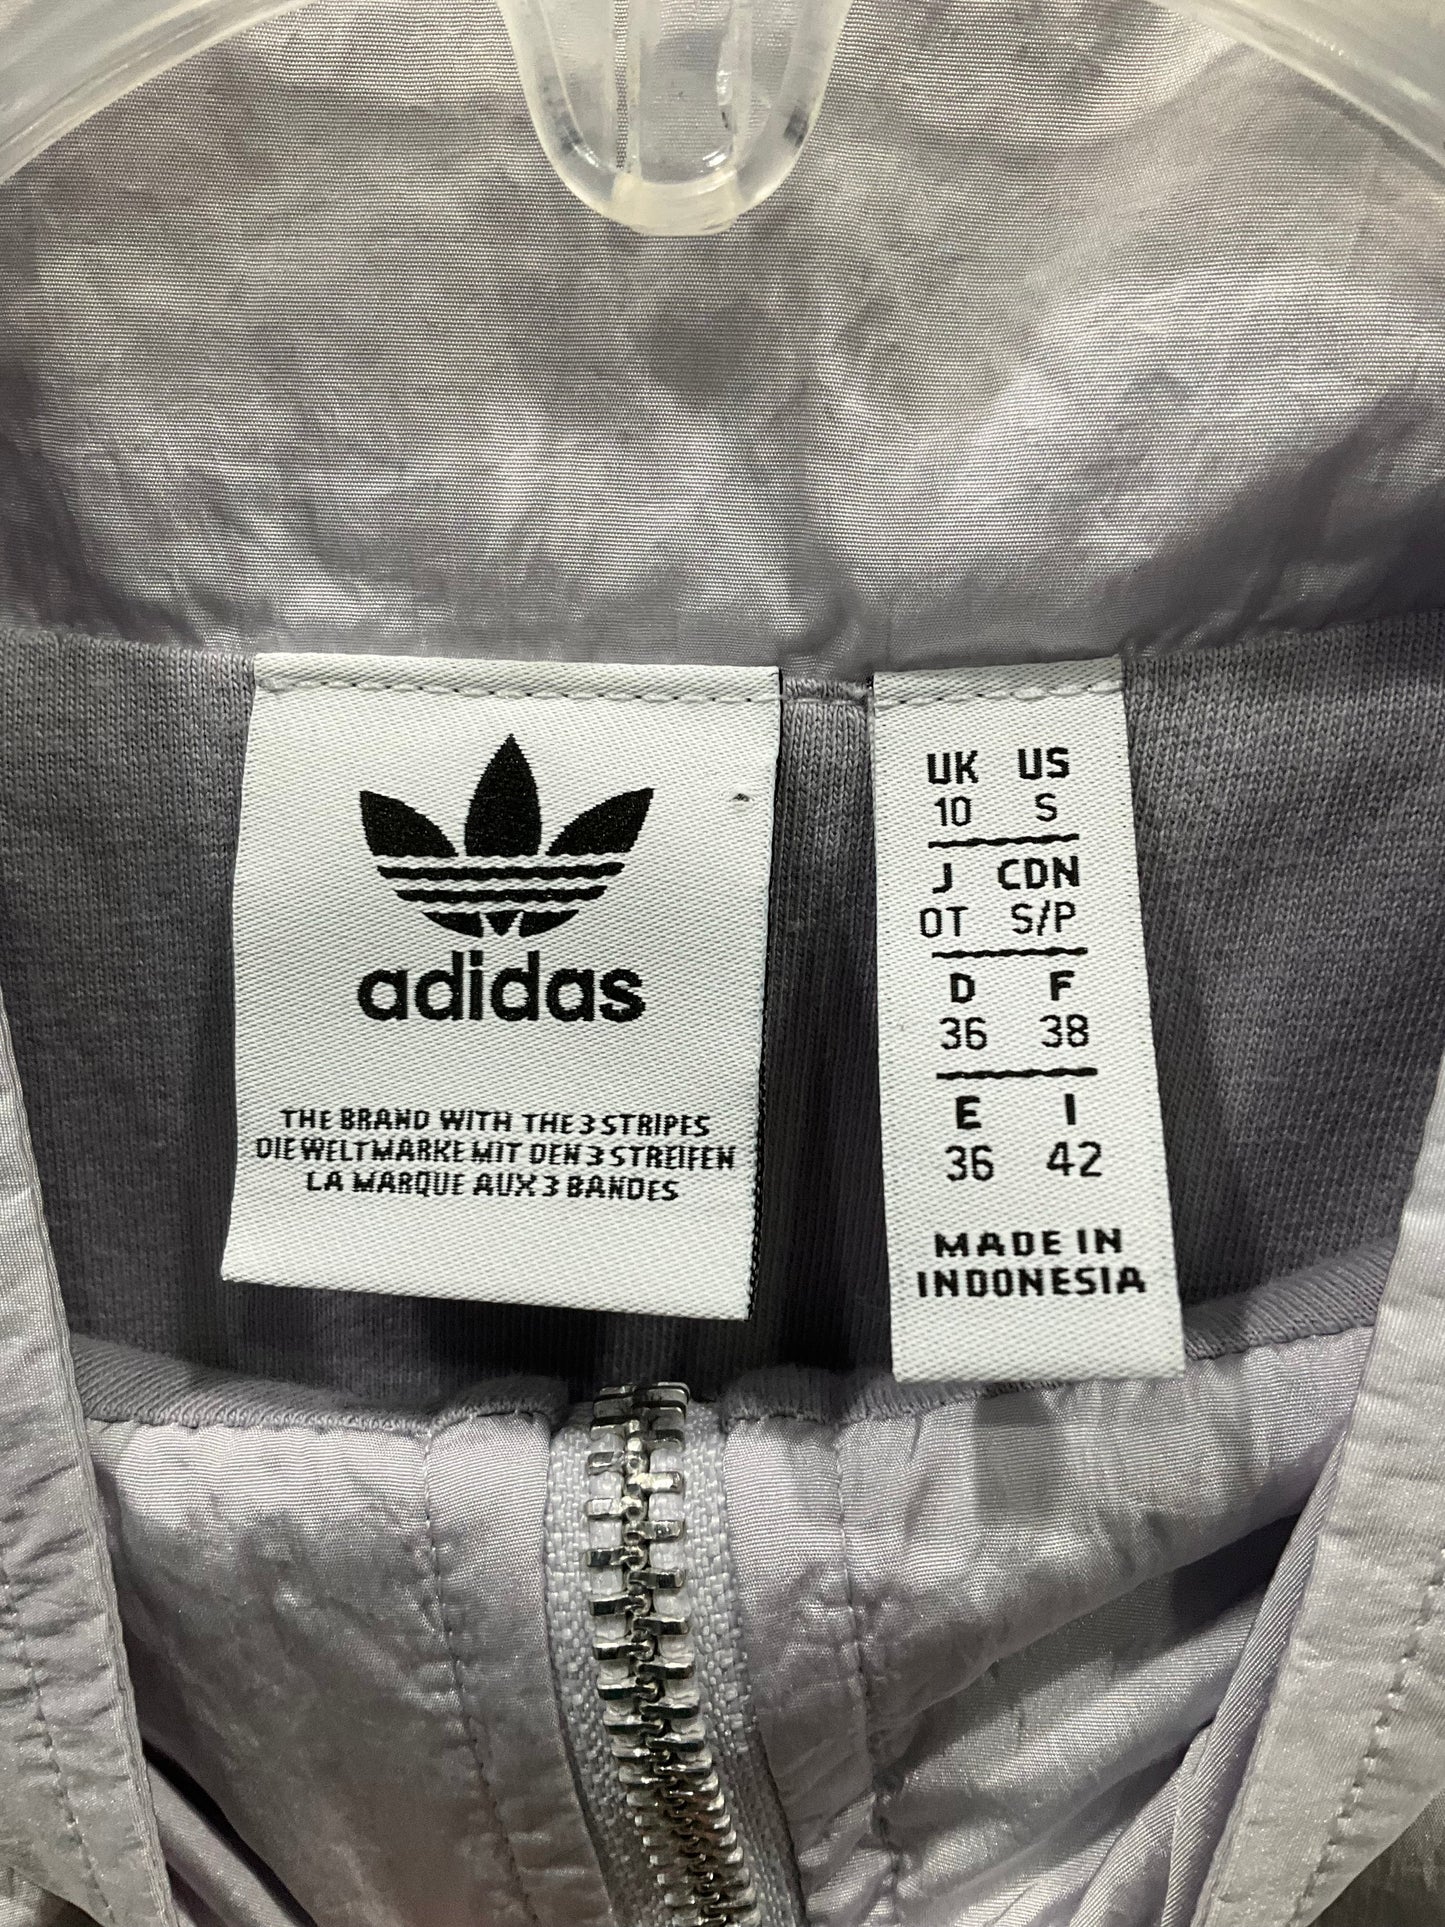 adidas
THE BRAND WITH THE 3 STRIPES
DIE WELTMARKE MIT DEN 3 STREIFEN
LA MARQUE AUX 3 BANDES
UK US
10 S
J CDN
OT S/P
D F
36 38
E I
36 42
MADE IN
INDONESIA